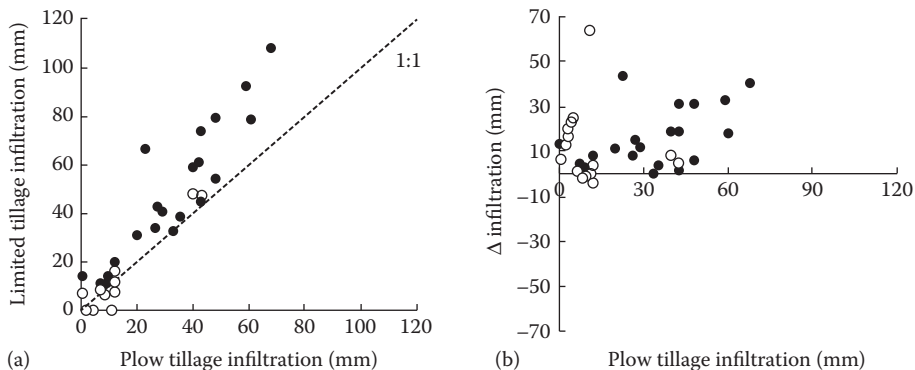 120
100
80
60
40
20
0
0 20 40 60 80 100 120
1:1
Limited tillage infiltration (mm)
Plow tillage infiltration (mm)
(a)
70
50
30
10
−10
−30
−50
−70
0 30 60 90 120
Δ infiltration (mm)
Plow tillage infiltration (mm)
(b)